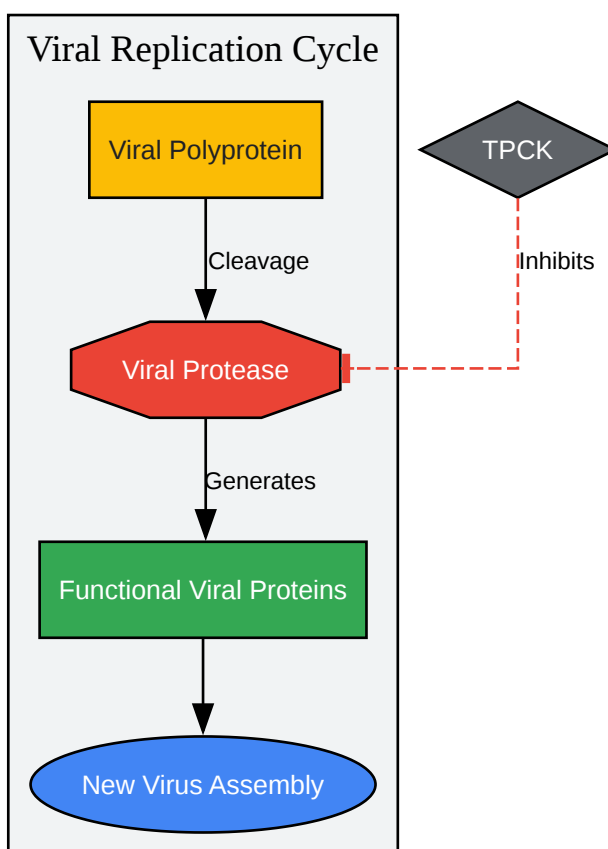 Viral Replication Cycle
Viral Polyprotein
TPCK
Cleavage
Inhibits
Viral Protease
Generates
Functional Viral Proteins
New Virus Assembly